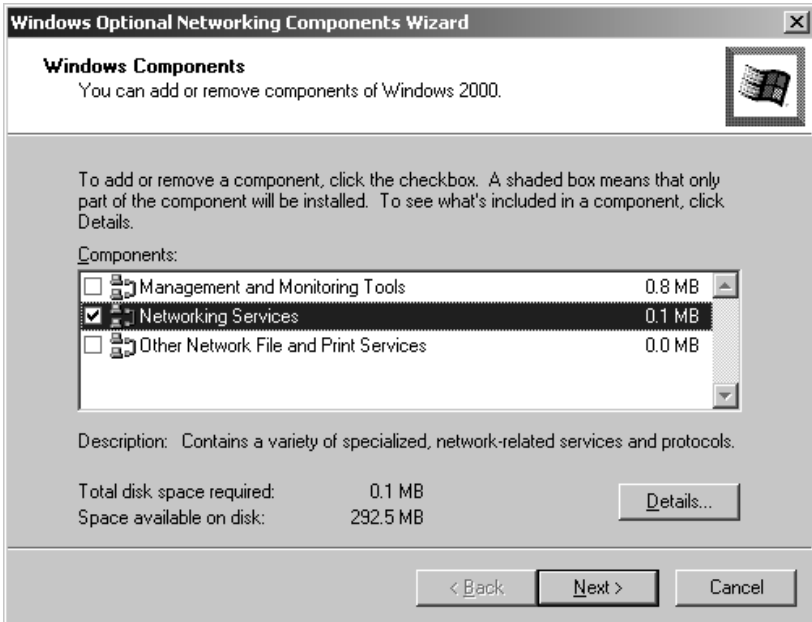 Windows Optional Networking Components Wizard
Windows Components
You can add or remove components of Windows 2000.
To add or remove a component, click the checkbox. A shaded box means that only
part of the component will be installed. To see what's included in a component, click
Details.
Components:
Management and Monitoring Tools 0.8 MB
Networking Services 0.1 MB
Other Network File and Print Services 0.0 MB
Description: Contains a variety of specialized, network-related services and protocols.
Total disk space required: 0.1 MB
Space available on disk: 292.5 MB
Details...
< Back Next > Cancel